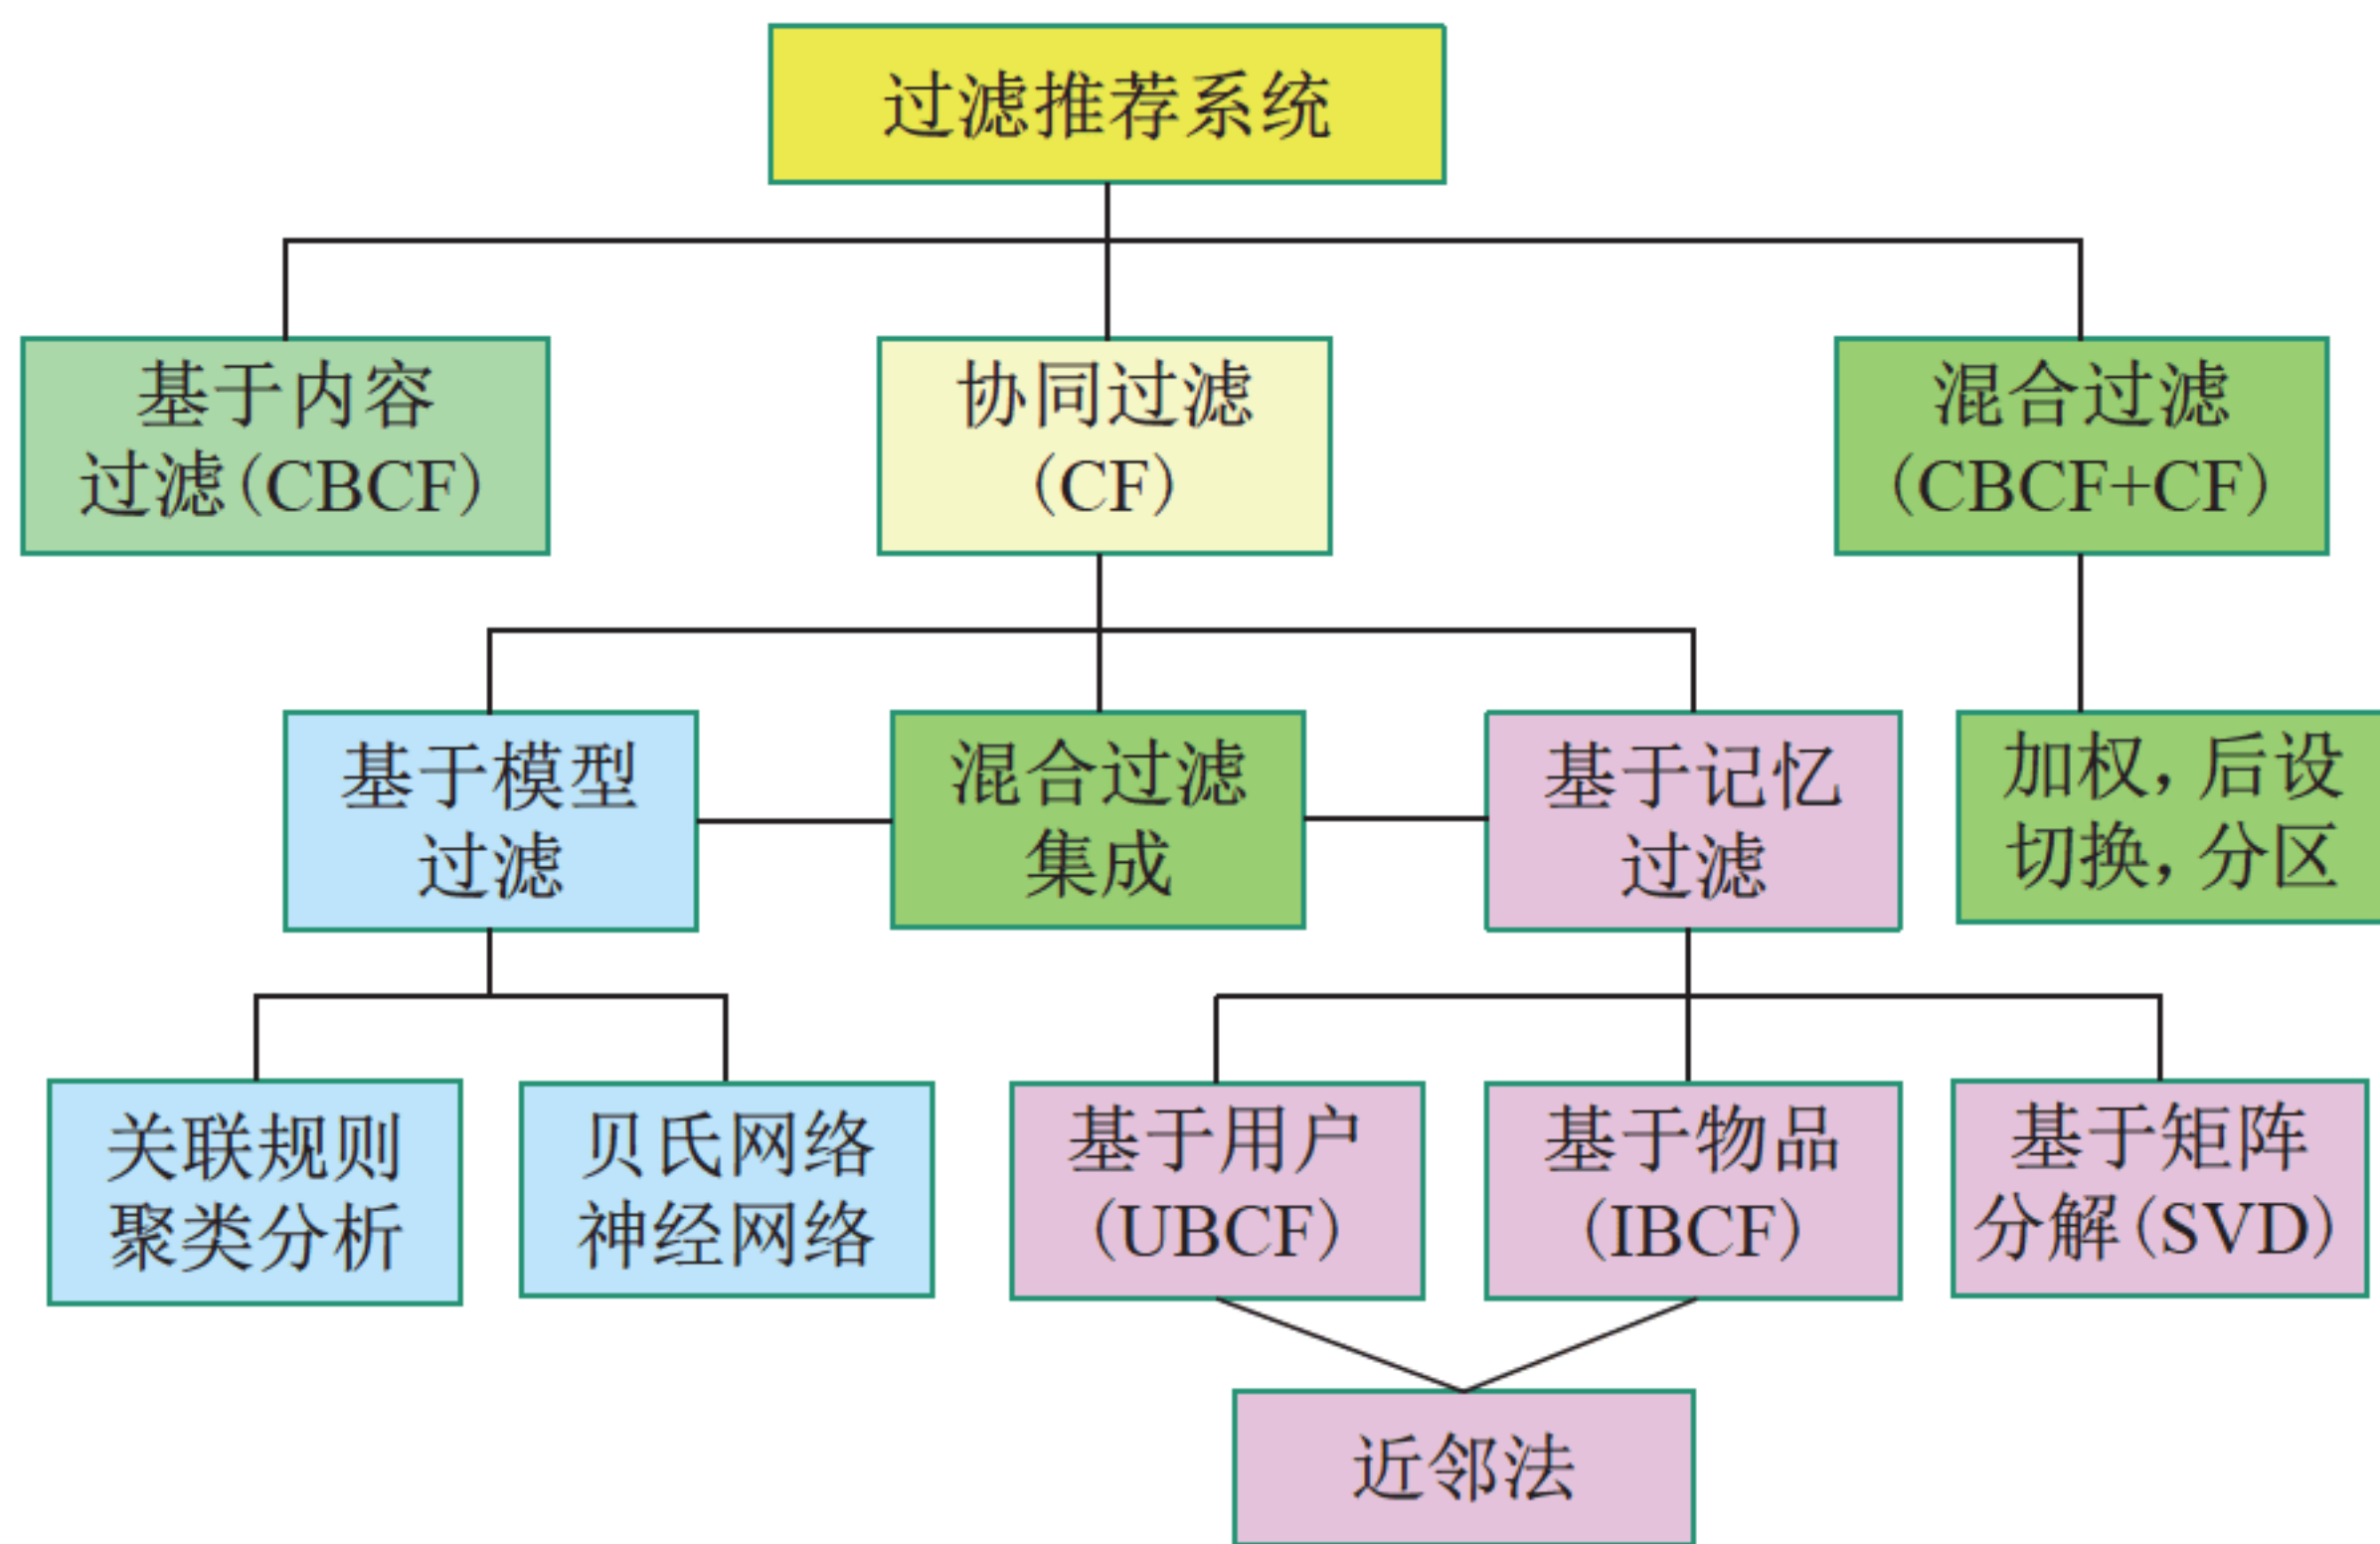 过滤推荐系统
基于内容
过滤(CBCF)
协同过滤
(CF)
混合过滤
(CBCF+CF)
基于模型
过滤
混合过滤
集成
基于记忆
过滤
加权，后设
切换，分区
关联规则
聚类分析
贝氏网络
神经网络
基于用户
(UBCF)
基于物品
(IBCF)
基于矩阵
分解(SVD)
近邻法